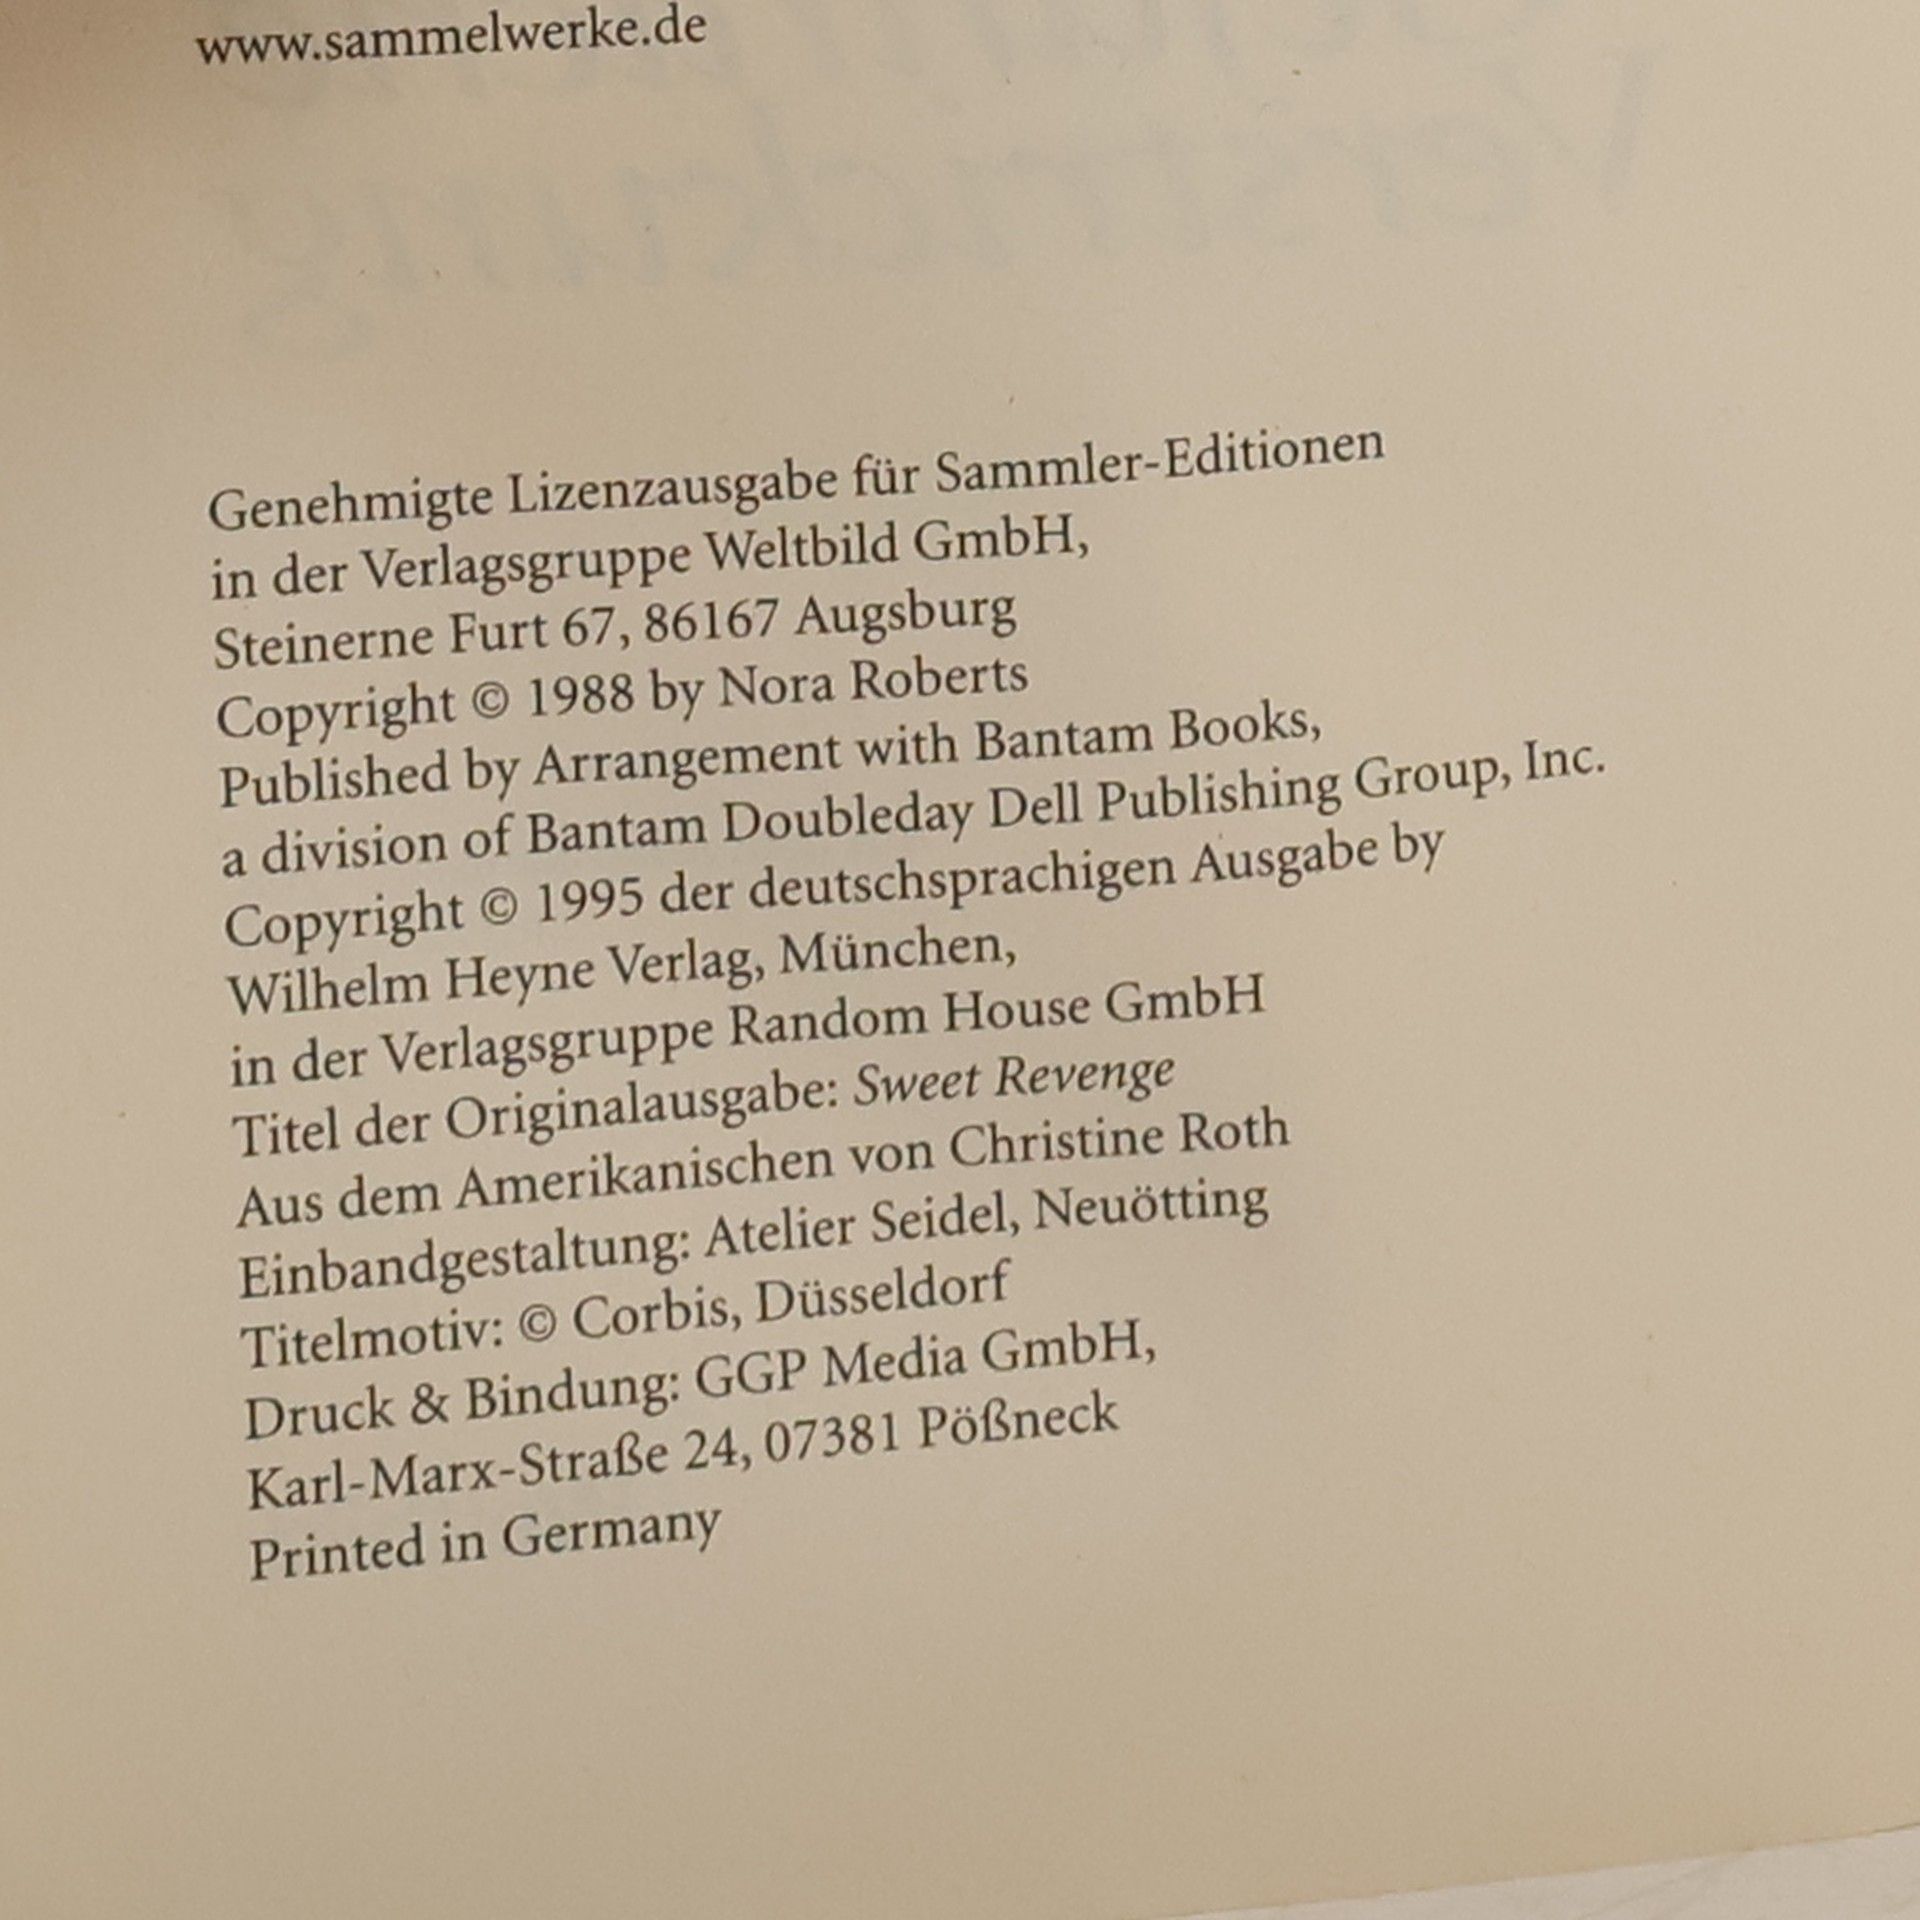 www.sammelwerke.de
Genehmigte Lizenzausgabe für Sammler-Editionen
in der Verlagsgruppe Weltbild GmbH,
Steinerne Furt 67, 86167 Augsburg
Copyright © 1988 by Nora Roberts
Published by Arrangement with Bantam Books,
a division of Bantam Doubleday Dell Publishing Group, Inc.
Copyright © 1995 der deutschsprachigen Ausgabe by
Wilhelm Heyne Verlag, München,
in der Verlagsgruppe Random House GmbH
Titel der Originalausgabe: Sweet Revenge
Aus dem Amerikanischen von Christine Roth
Einbandgestaltung: Atelier Seidel, Neuötting
Titelmotiv: © Corbis, Düsseldorf
Druck & Bindung: GGP Media GmbH,
Karl-Marx-Straße 24, 07381 Pößneck
Printed in Germany